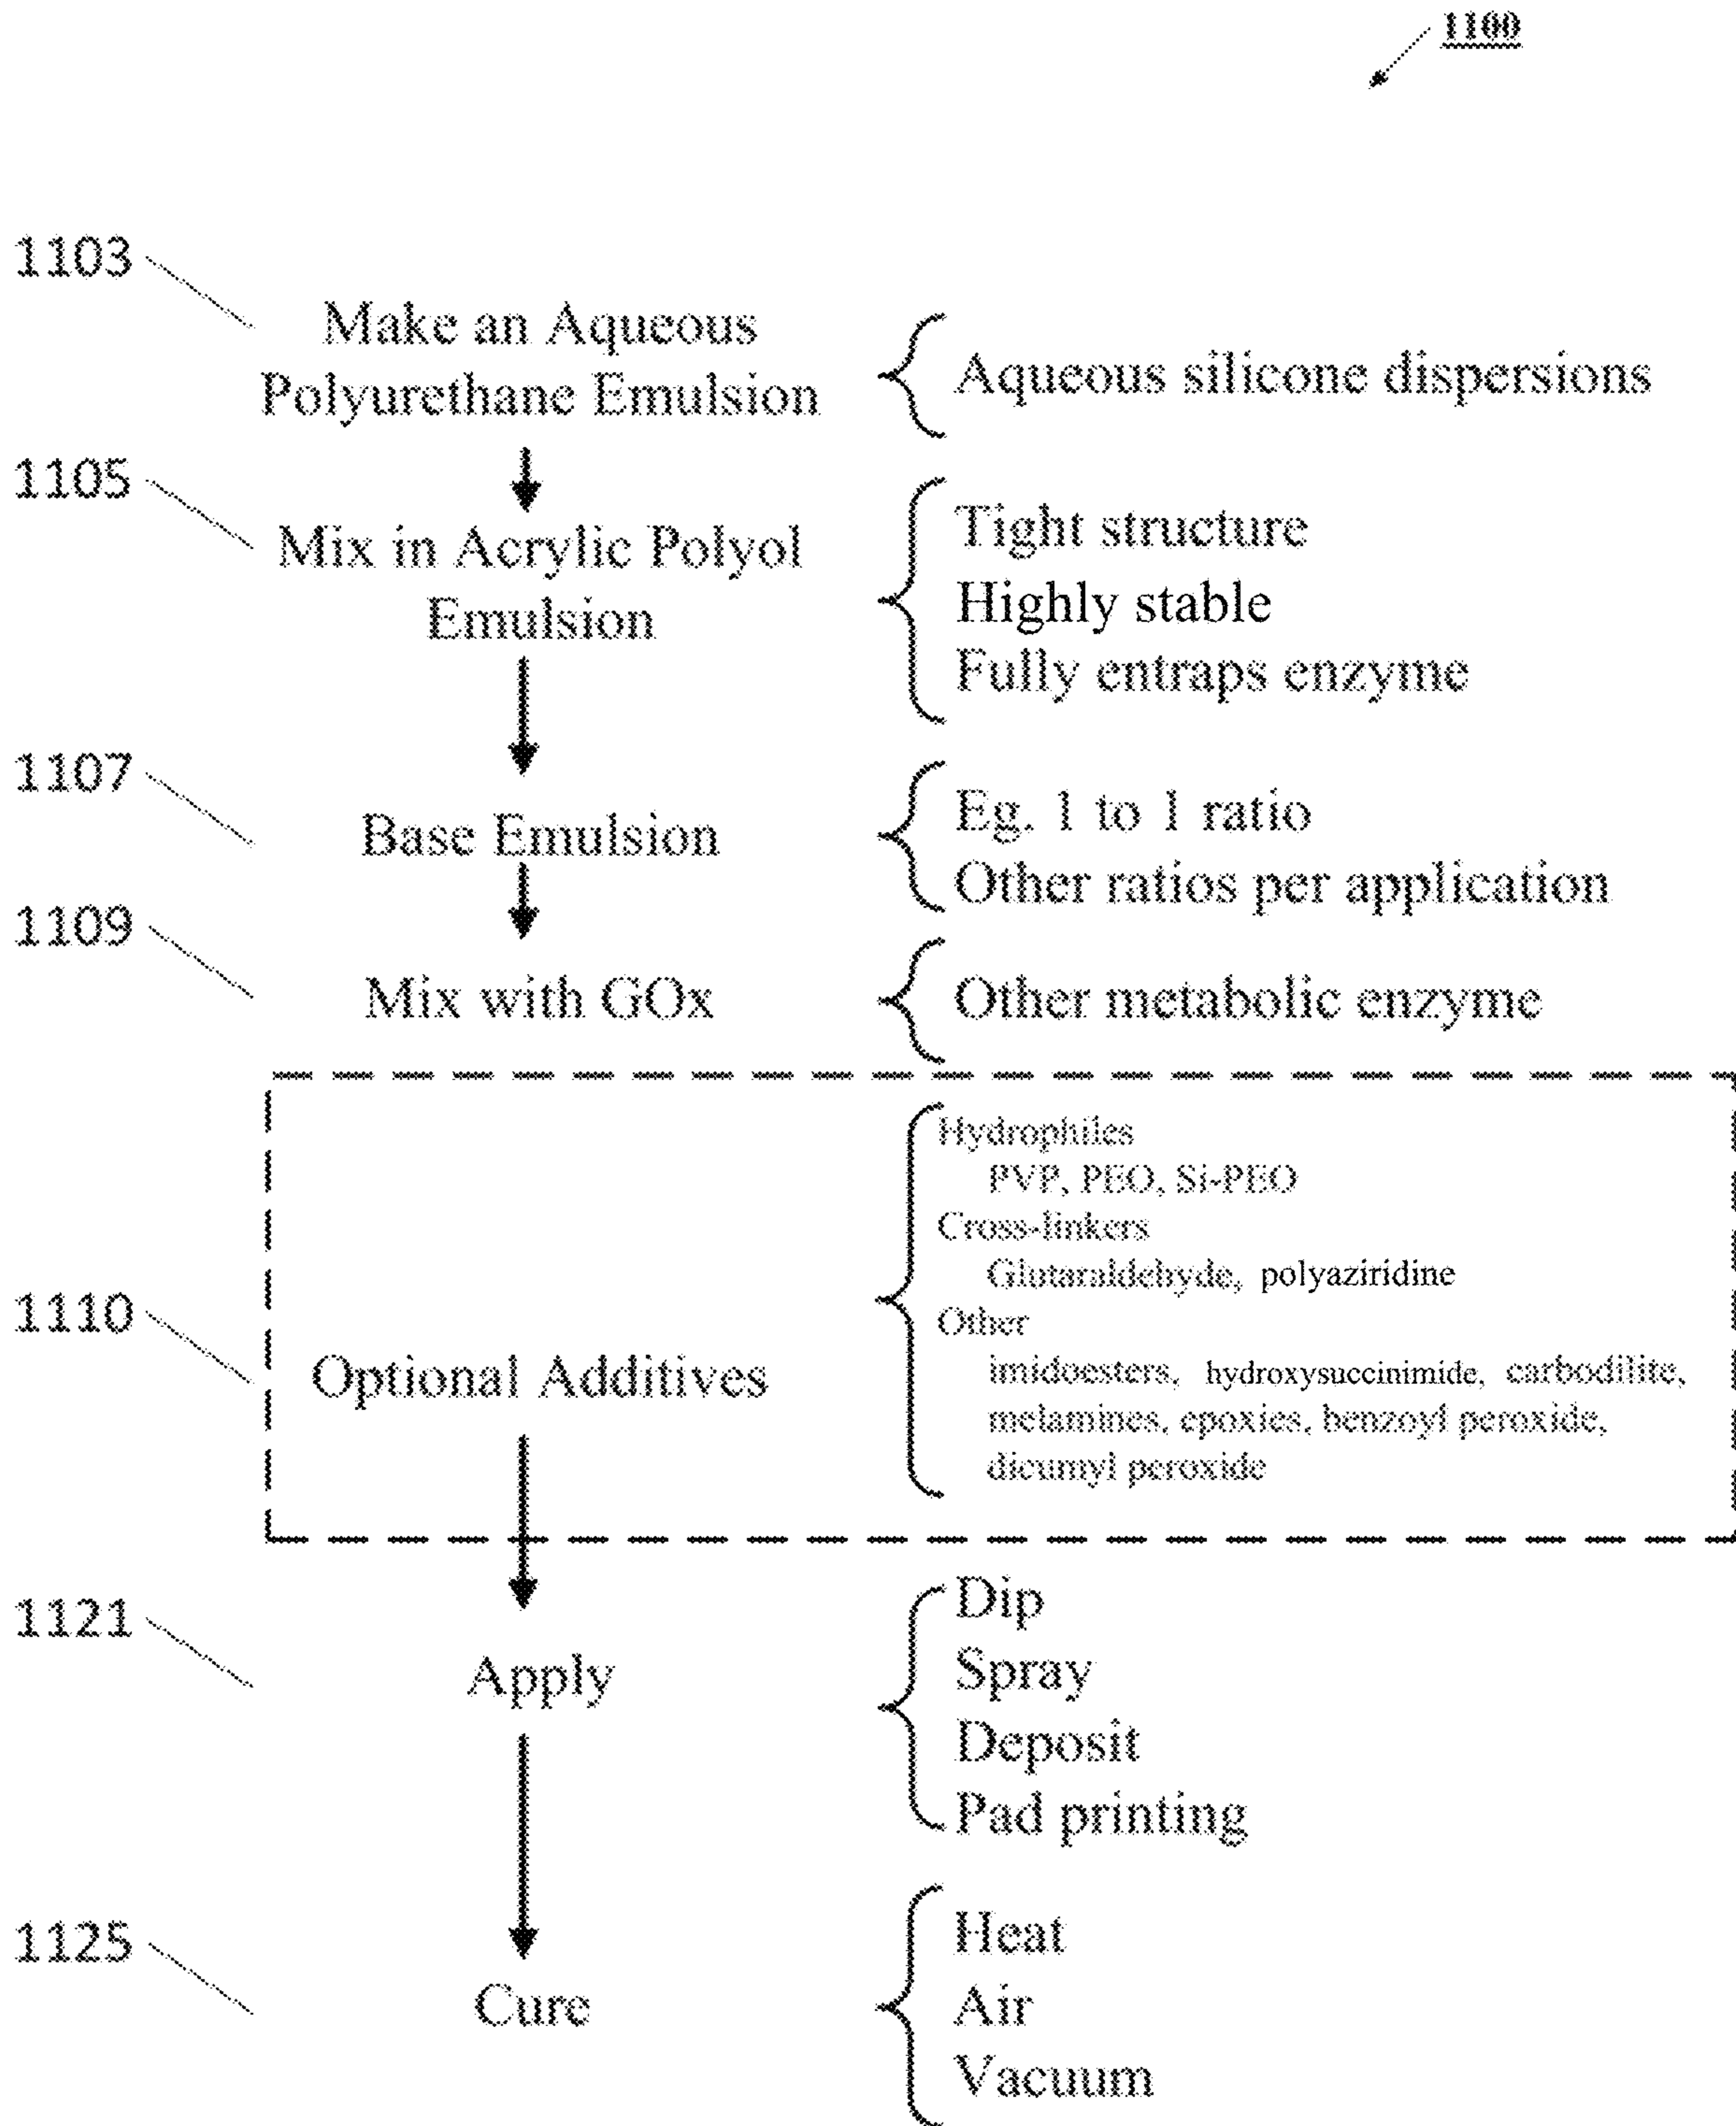 1100
1103
Make an Aqueous
Polyurethane Emulsion
Aqueous silicone dispersions
1105
Mix in Acrylic Polyol
Emulsion
Tight structure
Highly stable
Fully entraps enzyme
1107
Base Emulsion
Eg. 1 to 1 ratio
Other ratios per application
1109
Mix with GOx
Other metabolic enzyme
1110
Optional Additives
Hydrophiles
PVP, PEO, Si-PEO
Cross-linkers
Glutaraldehyde, polyaziridine
Other
imidoesters, hydroxysuccinimide, carbodilite,
melamines, epoxies, benzoyl peroxide,
dicumyl peroxide
1121
Apply
Dip
Spray
Deposit
Pad printing
1125
Cure
Heat
Air
Vacuum